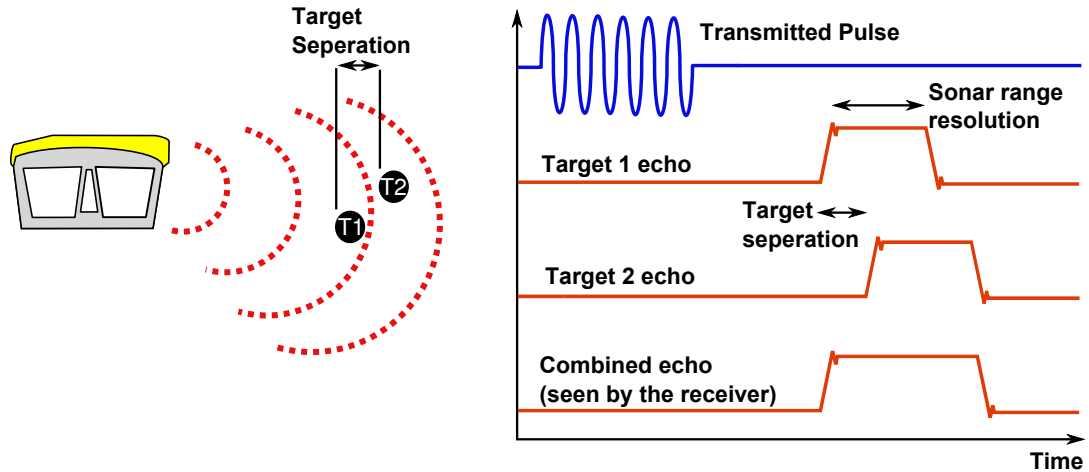 Target
Seperation
T1
T2
Transmitted Pulse
Sonar range
resolution
Target 1 echo
Target
seperation
Target 2 echo
Combined echo
(seen by the receiver)
Time